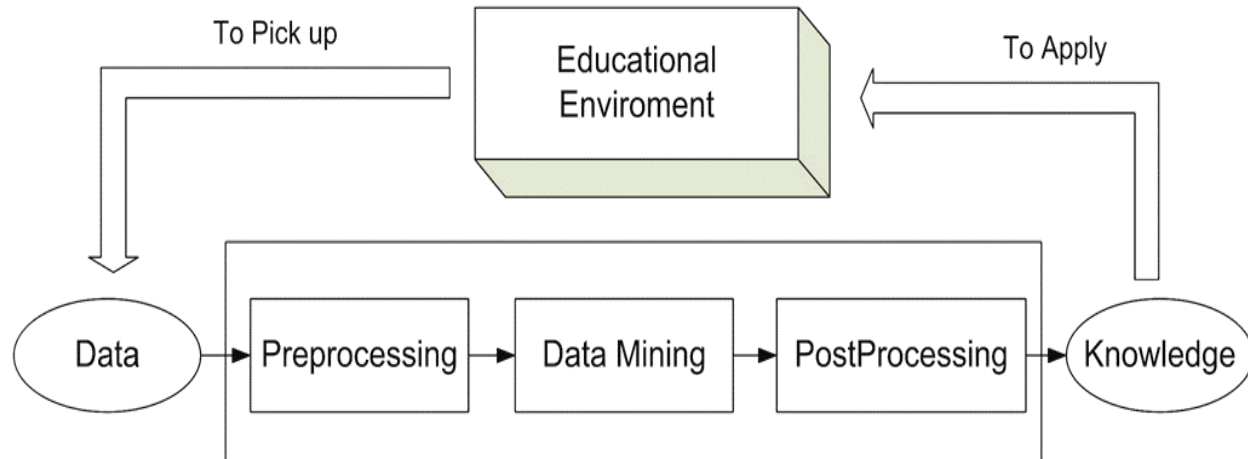 To Pick up
Educational
Enviroment
To Apply
Data
Preprocessing
Data Mining
PostProcessing
Knowledge